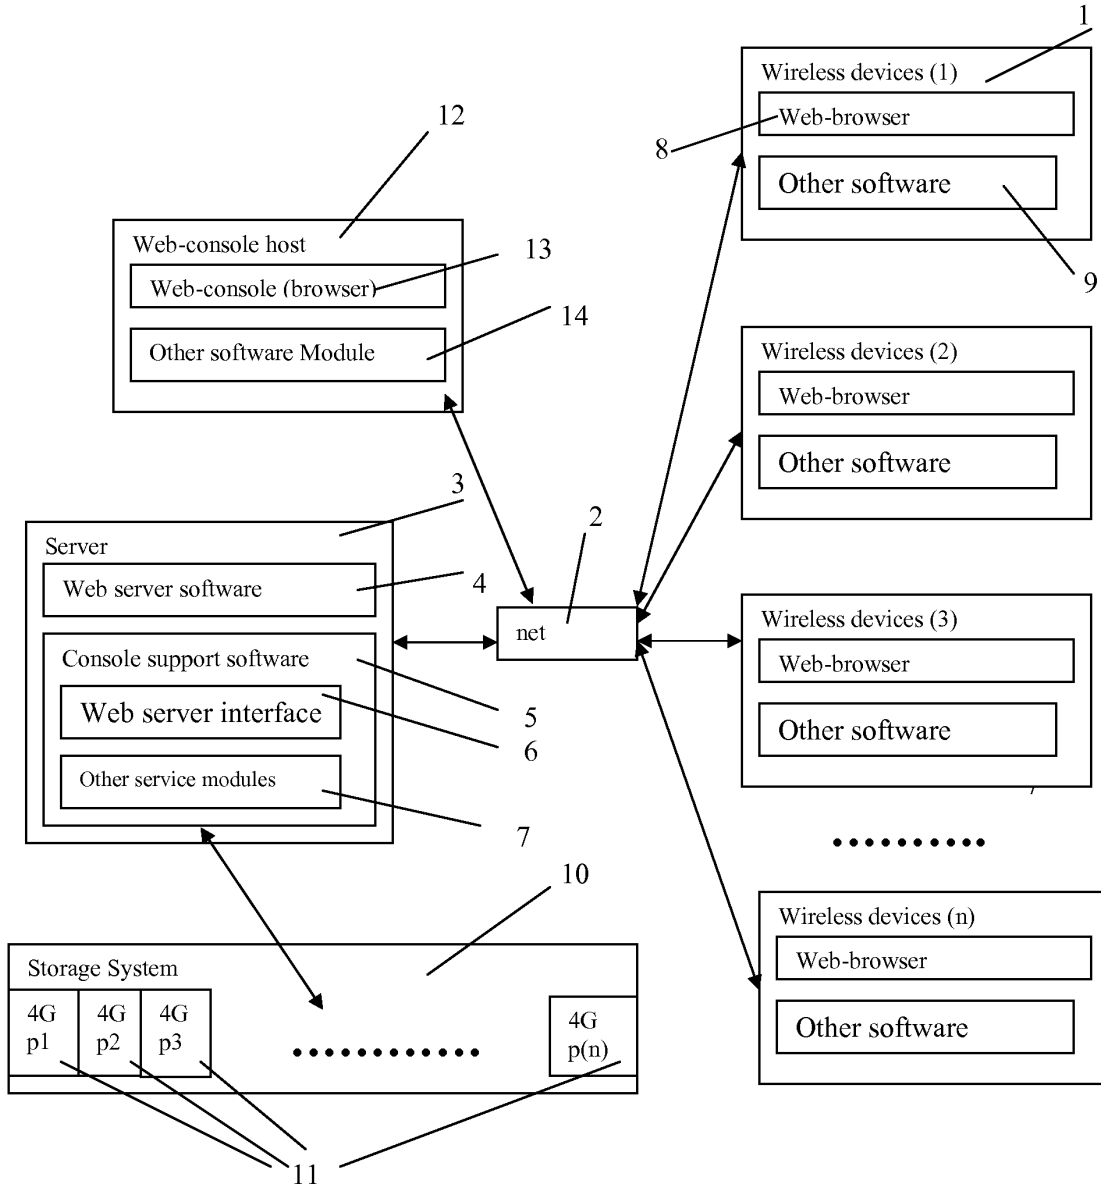 1
Wireless devices (1)
Web-browser
8
Other software
9
12
Web-console host
13
Web-console (browser)
14
Other software Module
Wireless devices (2)
Web-browser
Other software
3
Server
2
Web server software
4
net
Console support software
5
Web server interface
6
Other service modules
7
Wireless devices (3)
Web-browser
Other software
10
Storage System
4G
p1
4G
p2
4G
p3
4G
p(n)
11
Wireless devices (n)
Web-browser
Other software